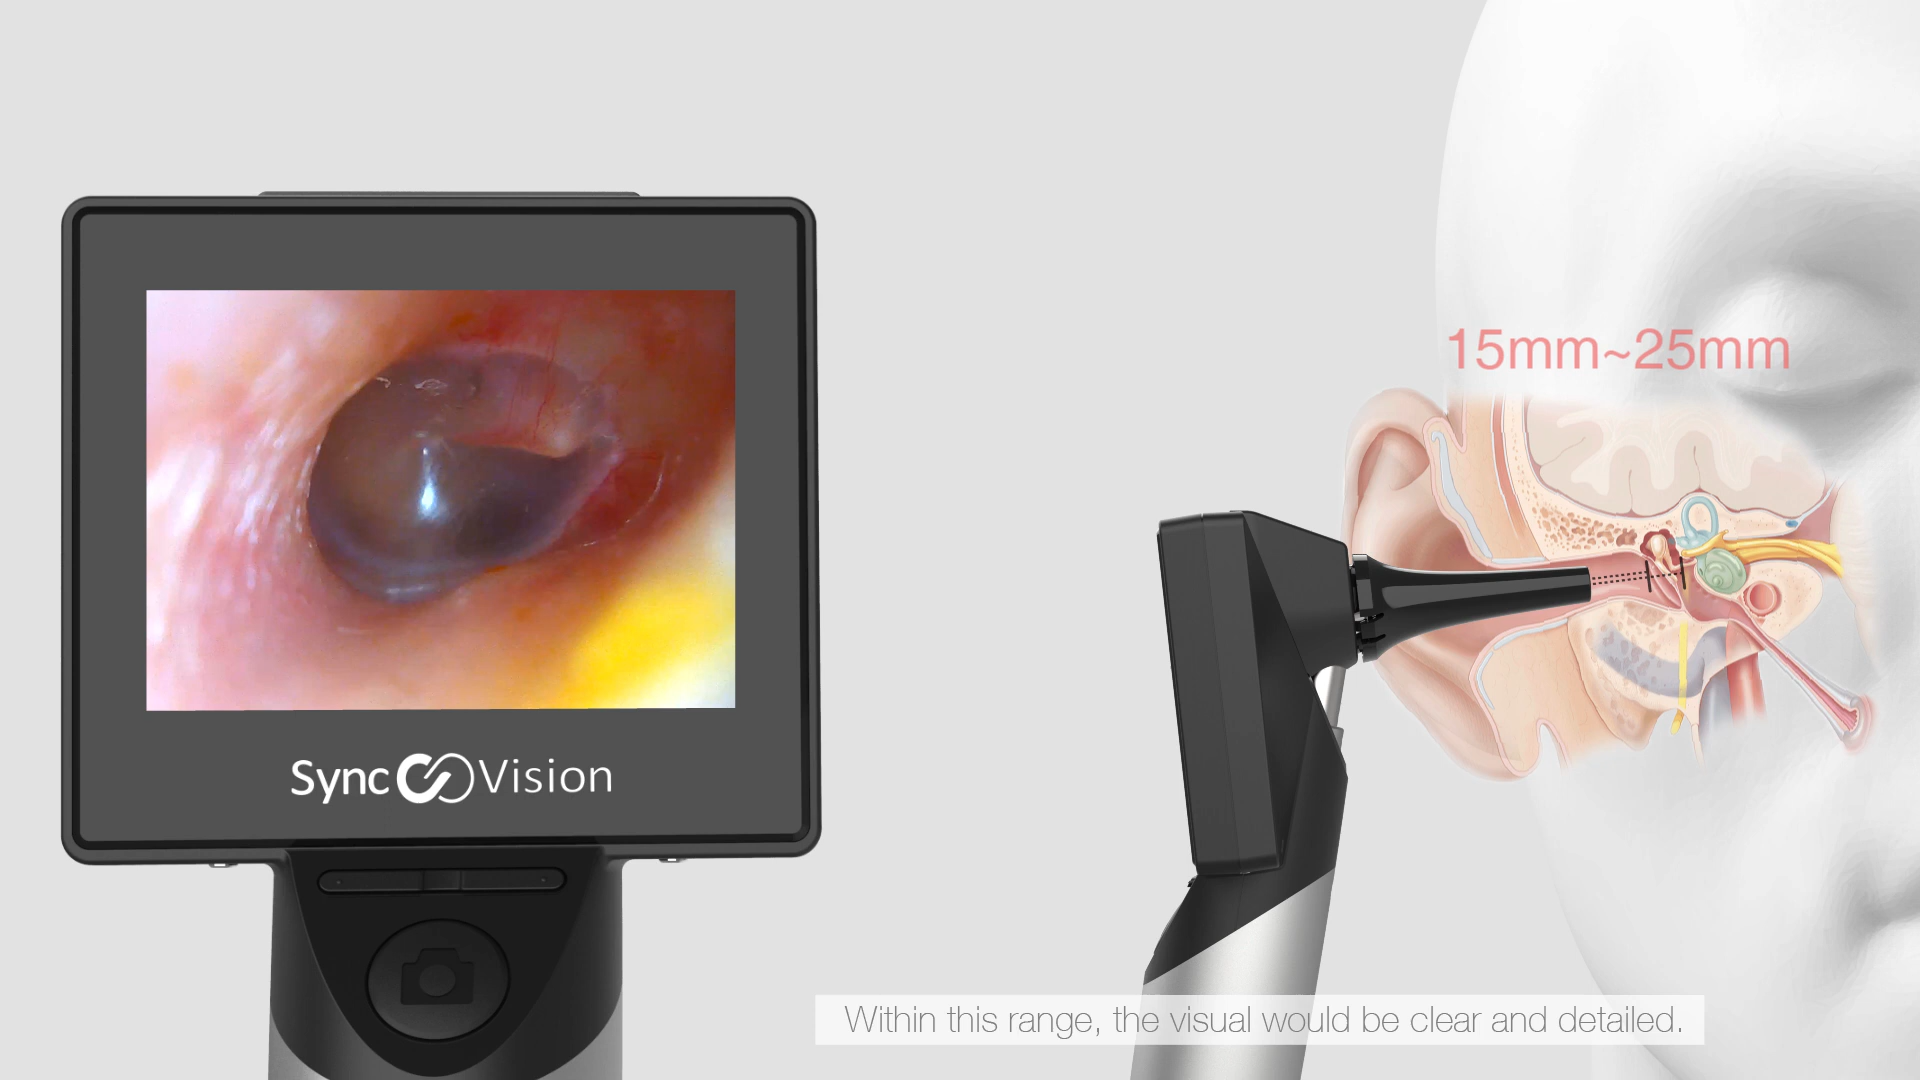 15mm~25mm
Sync Vision
Within this range, the visual would be clear and detailed.